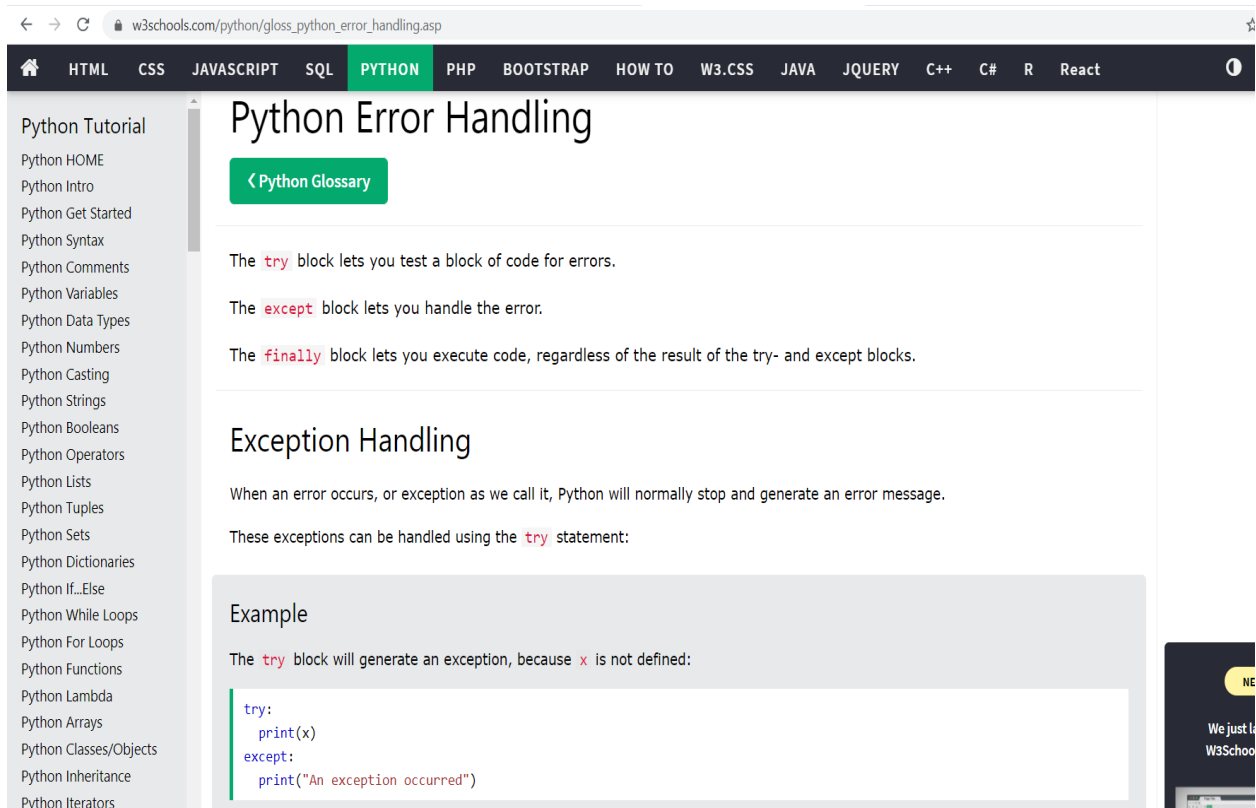 w3schools.com/python/gloss_python_error_handling.asp
HTML CSS JAVASCRIPT SQL PYTHON PHP BOOTSTRAP HOW TO W3.CSS JAVA JQUERY C++ C# R React
Python Tutorial
Python HOME
Python Intro
Python Get Started
Python Syntax
Python Comments
Python Variables
Python Data Types
Python Numbers
Python Casting
Python Strings
Python Booleans
Python Operators
Python Lists
Python Tuples
Python Sets
Python Dictionaries
Python If...Else
Python While Loops
Python For Loops
Python Functions
Python Lambda
Python Arrays
Python Classes/Objects
Python Inheritance
Python Iterators
Python Error Handling
❮ Python Glossary
The try block lets you test a block of code for errors.
The except block lets you handle the error.
The finally block lets you execute code, regardless of the result of the try- and except blocks.
Exception Handling
When an error occurs, or exception as we call it, Python will normally stop and generate an error message.
These exceptions can be handled using the try statement:
Example
The try block will generate an exception, because x is not defined:
try:
  print(x)
except:
  print("An exception occurred")
We just